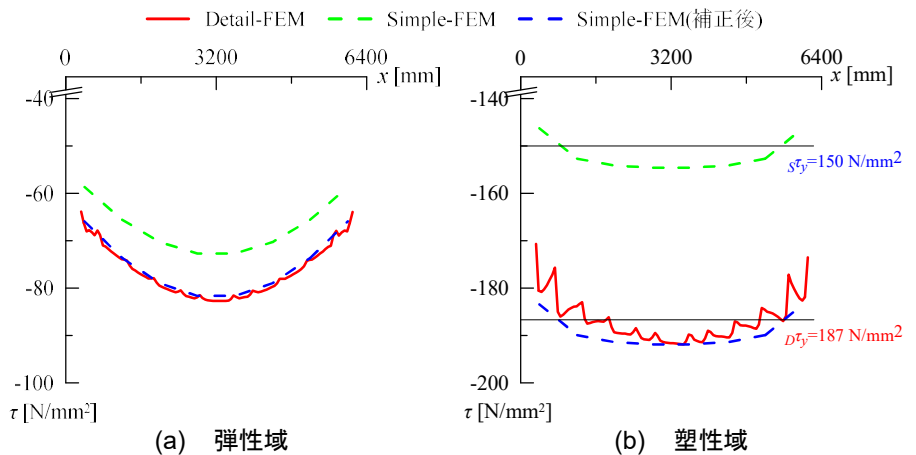 Detail-FEM Simple-FEM Simple-FEM(補正後)
0 3200 6400
x [mm]
-40
-60
-80
-100
τ [N/mm²]
(a) 弾性域
0 3200 6400
x [mm]
-140
sτy=150 N/mm²
-160
-180
Dτy=187 N/mm²
-200
τ [N/mm²]
(b) 塑性域